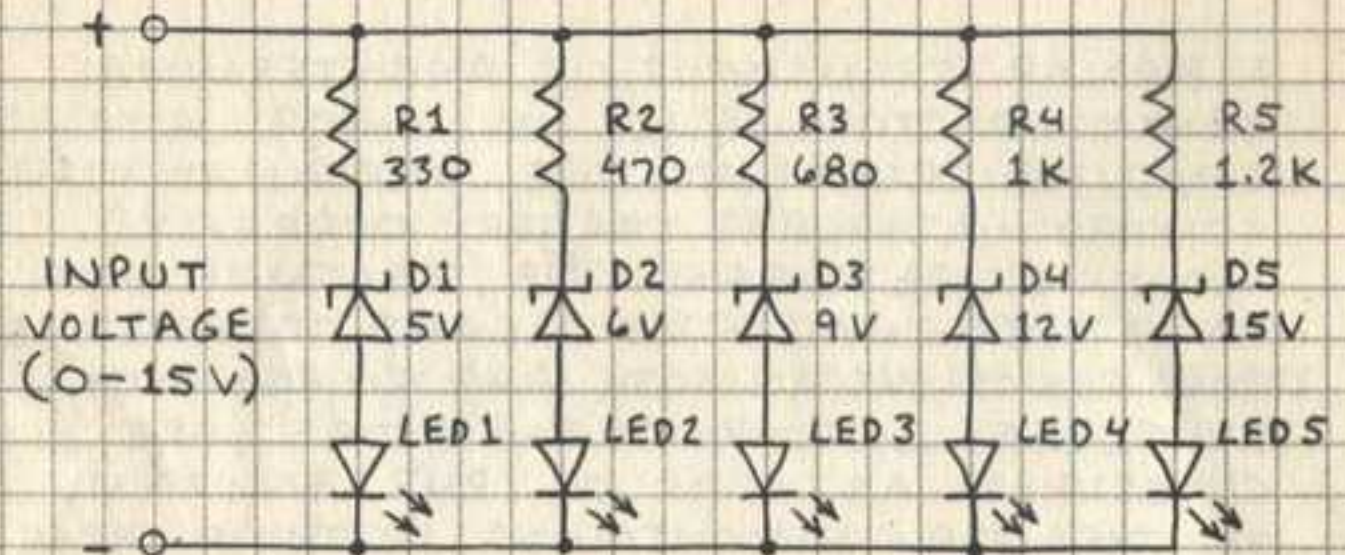 +
R1
330
R2
470
R3
680
R4
1K
R5
1.2K
INPUT
VOLTAGE
(0-15V)
D1
5V
D2
6V
D3
9V
D4
12V
D5
15V
LED1
LED2
LED3
LED4
LED5
-